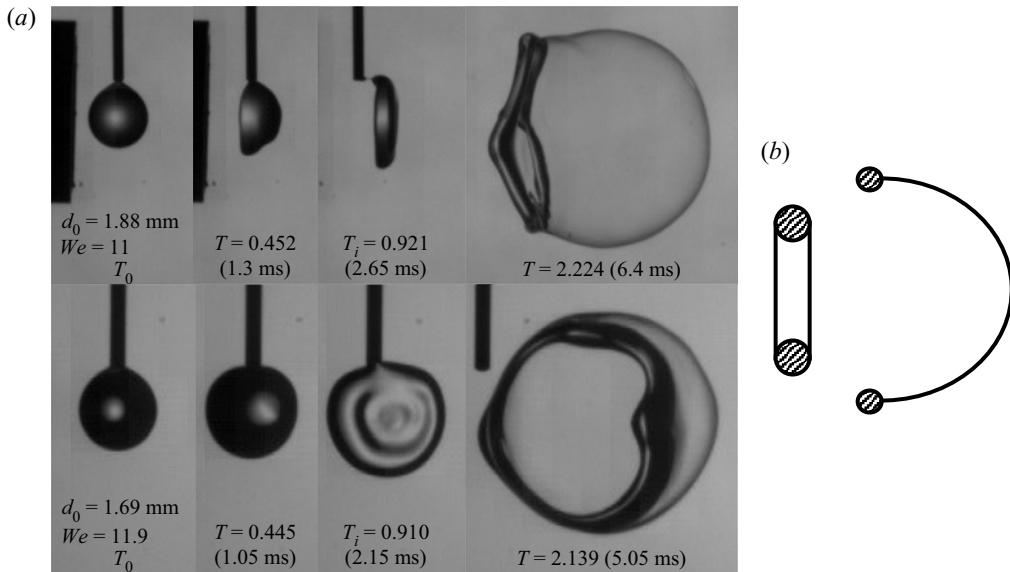 (a)
d₀ = 1.88 mm
We = 11
T₀
T = 0.452
(1.3 ms)
Tᵢ = 0.921
(2.65 ms)
T = 2.224 (6.4 ms)
d₀ = 1.69 mm
We = 11.9
T₀
T = 0.445
(1.05 ms)
Tᵢ = 0.910
(2.15 ms)
T = 2.139 (5.05 ms)
(b)